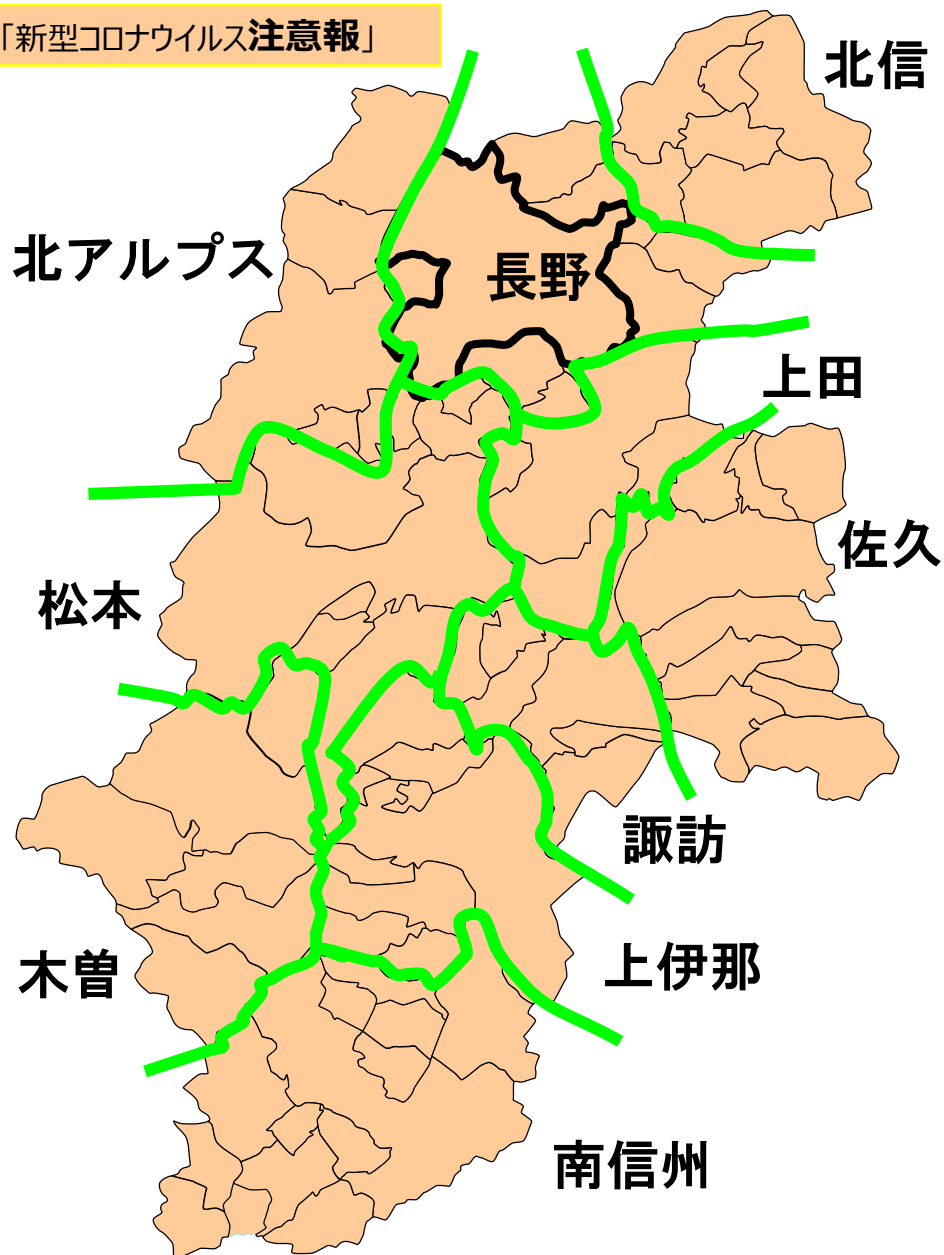 「新型コロナウイルス注意報」
北信
北アルプス
長野
上田
佐久
松本
諏訪
木曽
上伊那
南信州